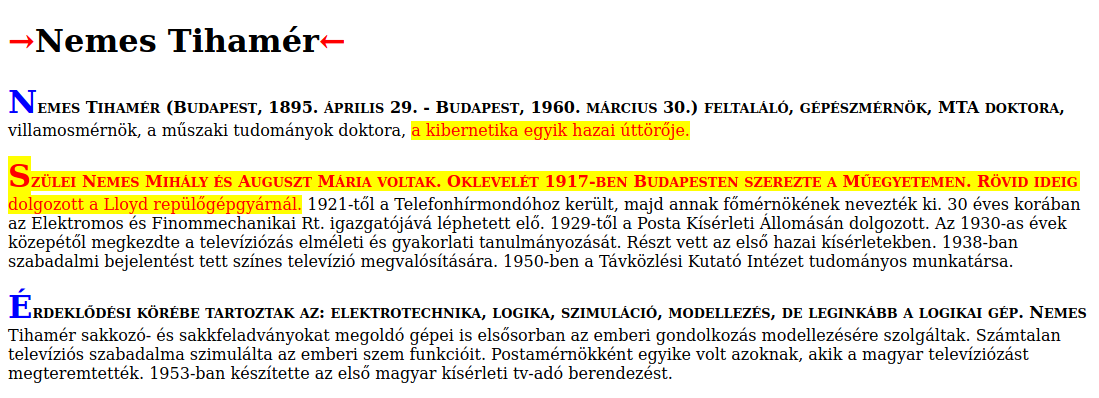 →Nemes Tihamér←
Nemes Tihamér (Budapest, 1895. április 29. - Budapest, 1960. március 30.) feltaláló, gépészmérnök, MTA doktora,
villamosmérnök, a műszaki tudományok doktora, a kibernetika egyik hazai úttörője.
Szülei Nemes Mihály és Auguszt Mária voltak. Oklevelét 1917-ben Budapesten szerezte a Műegyetemen. Rövid ideig
dolgozott a Lloyd repülőgépgyárnál. 1921-től a Telefonhírmondóhoz került, majd annak főmérnökének nevezték ki. 30 éves korában
az Elektromos és Finommechanikai Rt. igazgatójává léphetett elő. 1929-től a Posta Kísérleti Állomásán dolgozott. Az 1930-as évek
közepétől megkezdte a televíziózás elméleti és gyakorlati tanulmányozását. Részt vett az első hazai kísérletekben. 1938-ban
szabadalmi bejelentést tett színes televízió megvalósítására. 1950-ben a Távközlési Kutató Intézet tudományos munkatársa.
Érdeklődési körébe tartoztak az: elektrotechnika, logika, szimuláció, modellezés, de leginkább a logikai gép. Nemes
Tihamér sakkozó- és sakkfeladványokat megoldó gépei is elsősorban az emberi gondolkozás modellezésére szolgáltak. Számtalan
televíziós szabadalma szimulálta az emberi szem funkcióit. Postamérnökként egyike volt azoknak, akik a magyar televíziózást
megteremtették. 1953-ban készítette az első magyar kísérleti tv-adó berendezést.